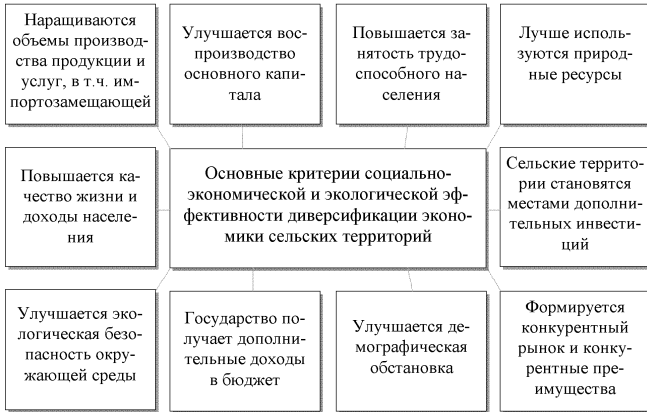 Наращиваются
объемы производ-
ства продукции и
услуг, в т.ч. им-
портозамещающей
Улучшается вос-
производство
основного капи-
тала
Повышается за-
нятость трудо-
способного на-
селения
Лучше исполь-
зуются природ-
ные ресурсы
Повышается ка-
чество жизни и
доходы населе-
ния
Основные критерии социально-
экономической и экологической эф-
фективности диверсификации эконо-
мики сельских территорий
Сельские террито-
рии становятся
местами дополни-
тельных инвести-
ций
Улучшается эко-
логическая безо-
пасность окру-
жающей среды
Государство по-
лучает дополни-
тельные доходы
в бюджет
Улучшается де-
мографическая
обстановка
Формируется
конкурентный
рынок и конку-
рентные пре-
имущества